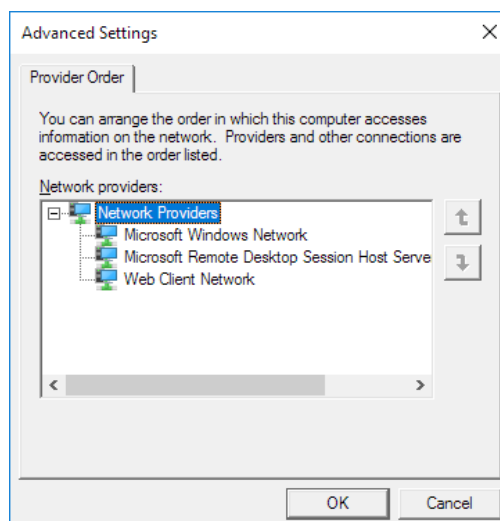 Advanced Settings
Provider Order
You can arrange the order in which this computer accesses
information on the network. Providers and other connections are
accessed in the order listed.
Network providers:
Network Providers
Microsoft Windows Network
Microsoft Remote Desktop Session Host Serve
Web Client Network
OK
Cancel